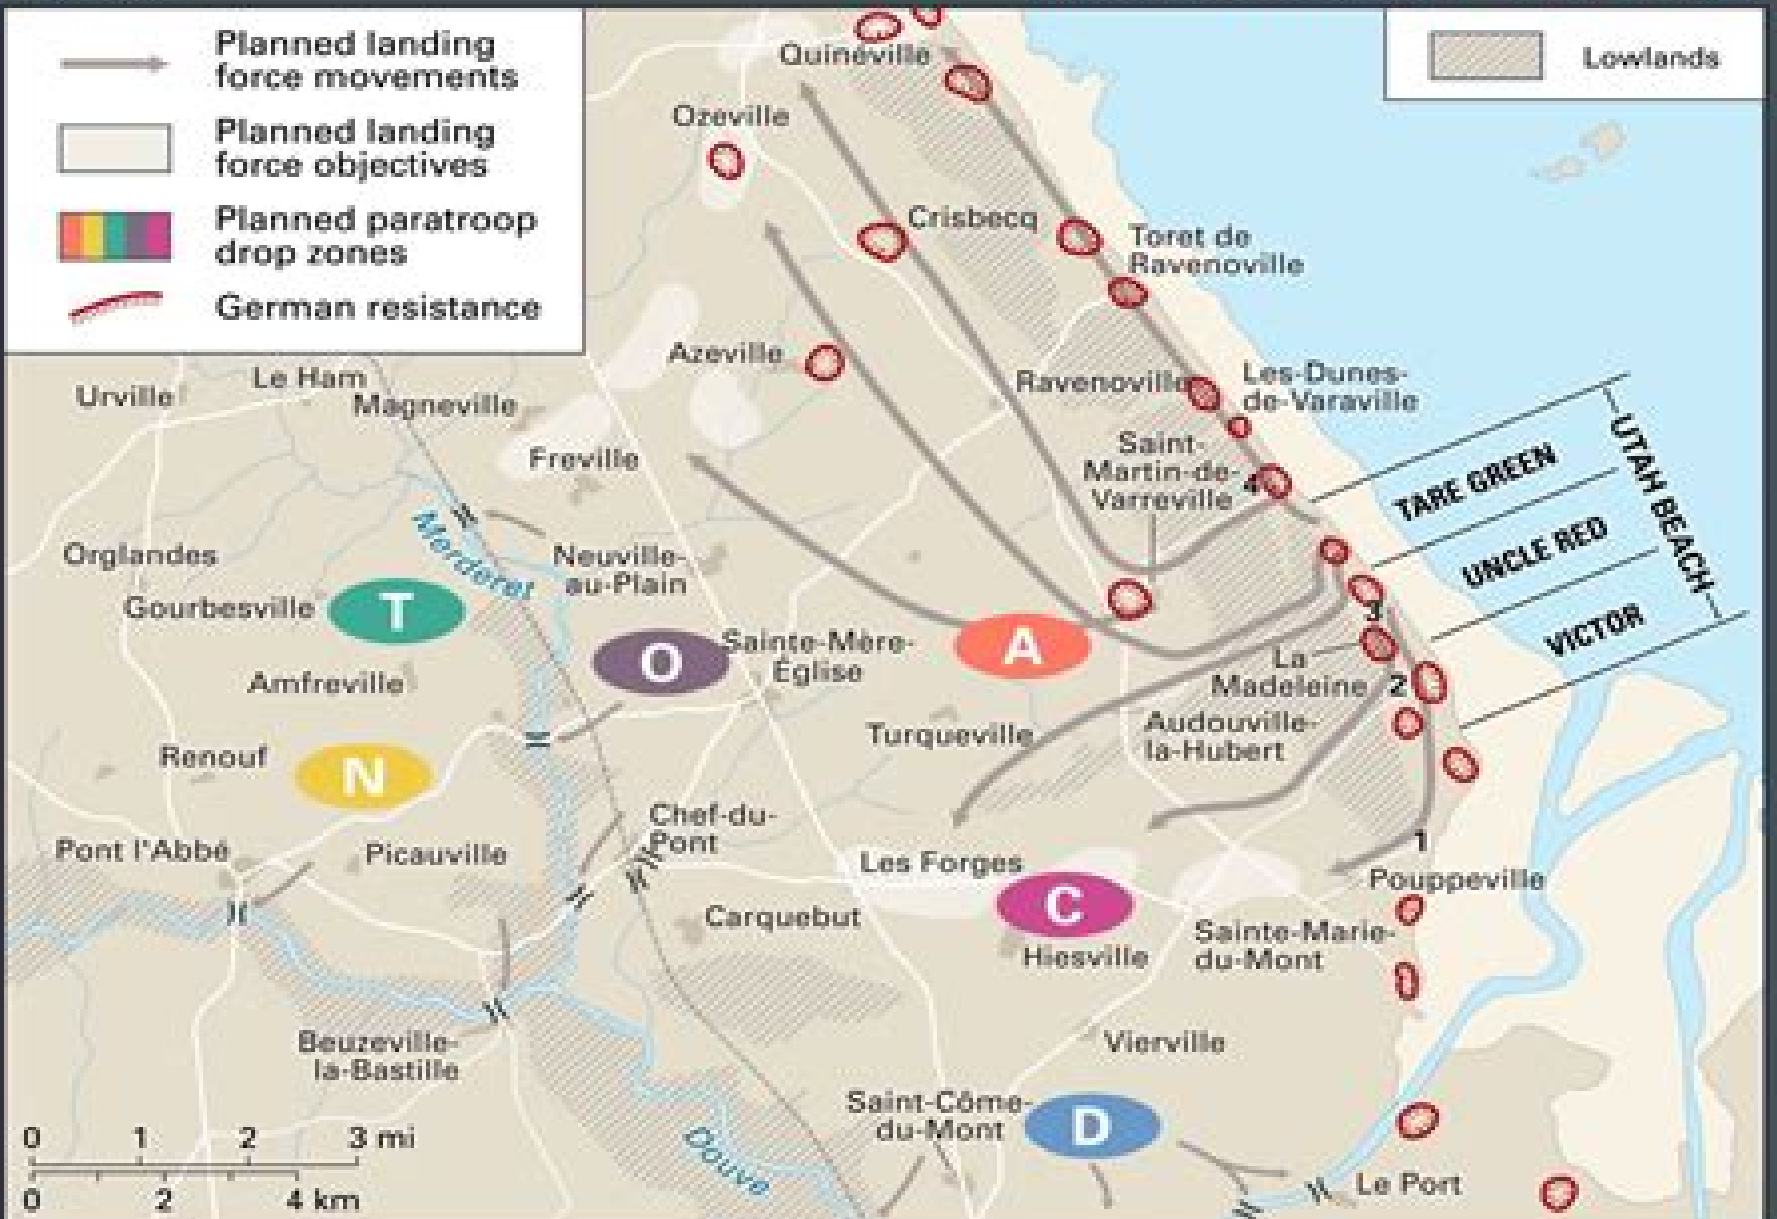 Planned landing
force movements
Planned landing
force objectives
Planned paratroop
drop zones
German resistance
Lowlands
Quinéville
Ozeville
Crisbecq
Toret de
Ravenoville
Azeville
Ravenoville
Les-Dunes-
de-Varaville
Urville
Le Ham
Magneville
Freville
Saint-
Martin-de-
Varreville
4
TARE GREEN
UTAH BEACH
UNCLE RED
VICTOR
Merderet
Orglandes
Neuville-
au-Plain
Gourbesville
T
O
Sainte-Mère-
Église
A
3
La
Madeleine
2
Amfreville
Turqueville
Audouville-
la-Hubert
Renouf
N
Chef-du-
Pont
Pont l'Abbé
Picauville
Les Forges
1
Pouppeville
C
Carquebut
Hiesville
Sainte-Marie-
du-Mont
Beuzeville-
la-Bastille
Vierville
Saint-Côme-
du-Mont
D
Douve
Le Port
0 1 2 3 mi
0 2 4 km